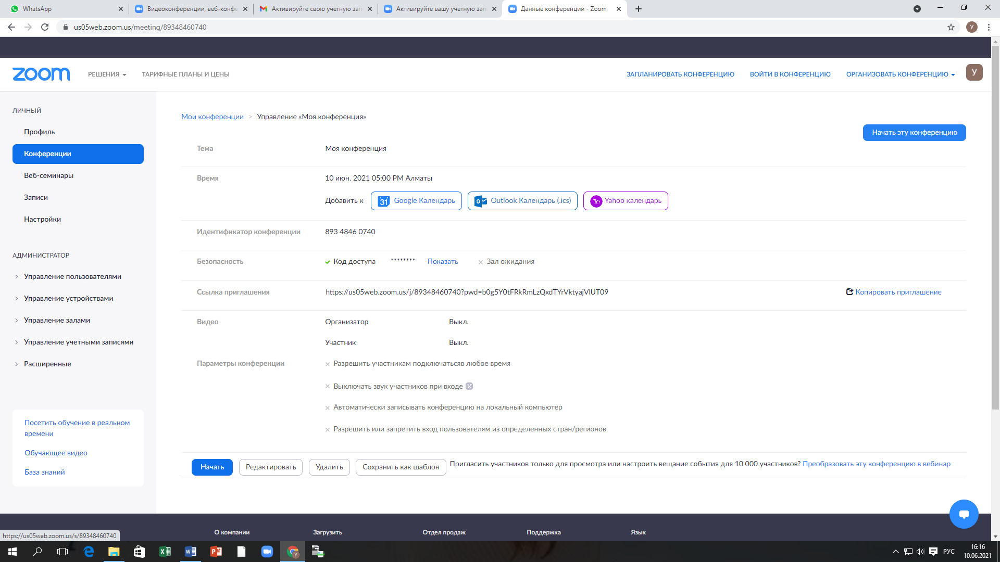 WhatsApp
Видеоконференции, веб-конфе
Активируйте свою учетную зап
Активируйте вашу учетную зап
Данные конференции - Zoom
us05web.zoom.us/meeting/89348460740
У
zoom
РЕШЕНИЯ
ТАРИФНЫЕ ПЛАНЫ И ЦЕНЫ
ЗАПЛАНИРОВАТЬ КОНФЕРЕНЦИЮ
ВОЙТИ В КОНФЕРЕНЦИЮ
ОРГАНИЗОВАТЬ КОНФЕРЕНЦИЮ
У
ЛИЧНЫЙ
Профиль
Конференции
Веб-семинары
Записи
Настройки
АДМИНИСТРАТОР
Управление пользователями
Управление устройствами
Управление залами
Управление учетными записями
Расширенные
Посетить обучение в реальном
времени
Обучающее видео
База знаний
Мои конференции > Управление «Моя конференция»
Начать эту конференцию
Тема Моя конференция
Время 10 июн. 2021 05:00 PM Алматы
Добавить к 31 Google Календарь Outlook Календарь (.ics) Yahoo календарь
Идентификатор конференции 893 4846 0740
Безопасность Код доступа ******** Показать Зал ожидания
Ссылка приглашения https://us05web.zoom.us/j/89348460740?pwd=b0g5Y0tFRkRmLzQxdTYrVktyajVlUT09 Копировать приглашение
Видео Организатор Выкл.
Участник Выкл.
Параметры конференции Разрешить участникам подключатьсяв любое время
Выключать звук участников при входе
Автоматически записывать конференцию на локальный компьютер
Разрешить или запретить вход пользователям из определенных стран/регионов
Начать Редактировать Удалить Сохранить как шаблон Пригласить участников только для просмотра или настроить вещание события для 10 000 участников? Преобразовать эту конференцию в вебинар
О компании Загрузить Отдел продаж Поддержка Язык
https://us05web.zoom.us/s/89348460740
РУС
16:16
10.06.2021